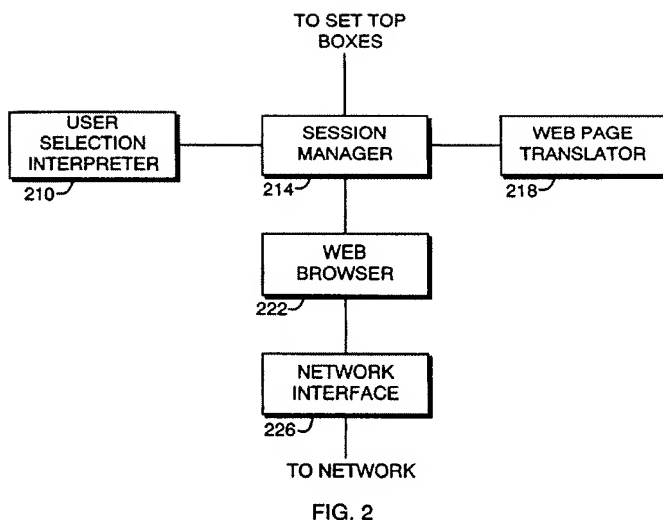 TO SET TOP
BOXES
USER
SELECTION
INTERPRETER
210
SESSION
MANAGER
214
WEB PAGE
TRANSLATOR
218
WEB
BROWSER
222
NETWORK
INTERFACE
226
TO NETWORK
FIG. 2